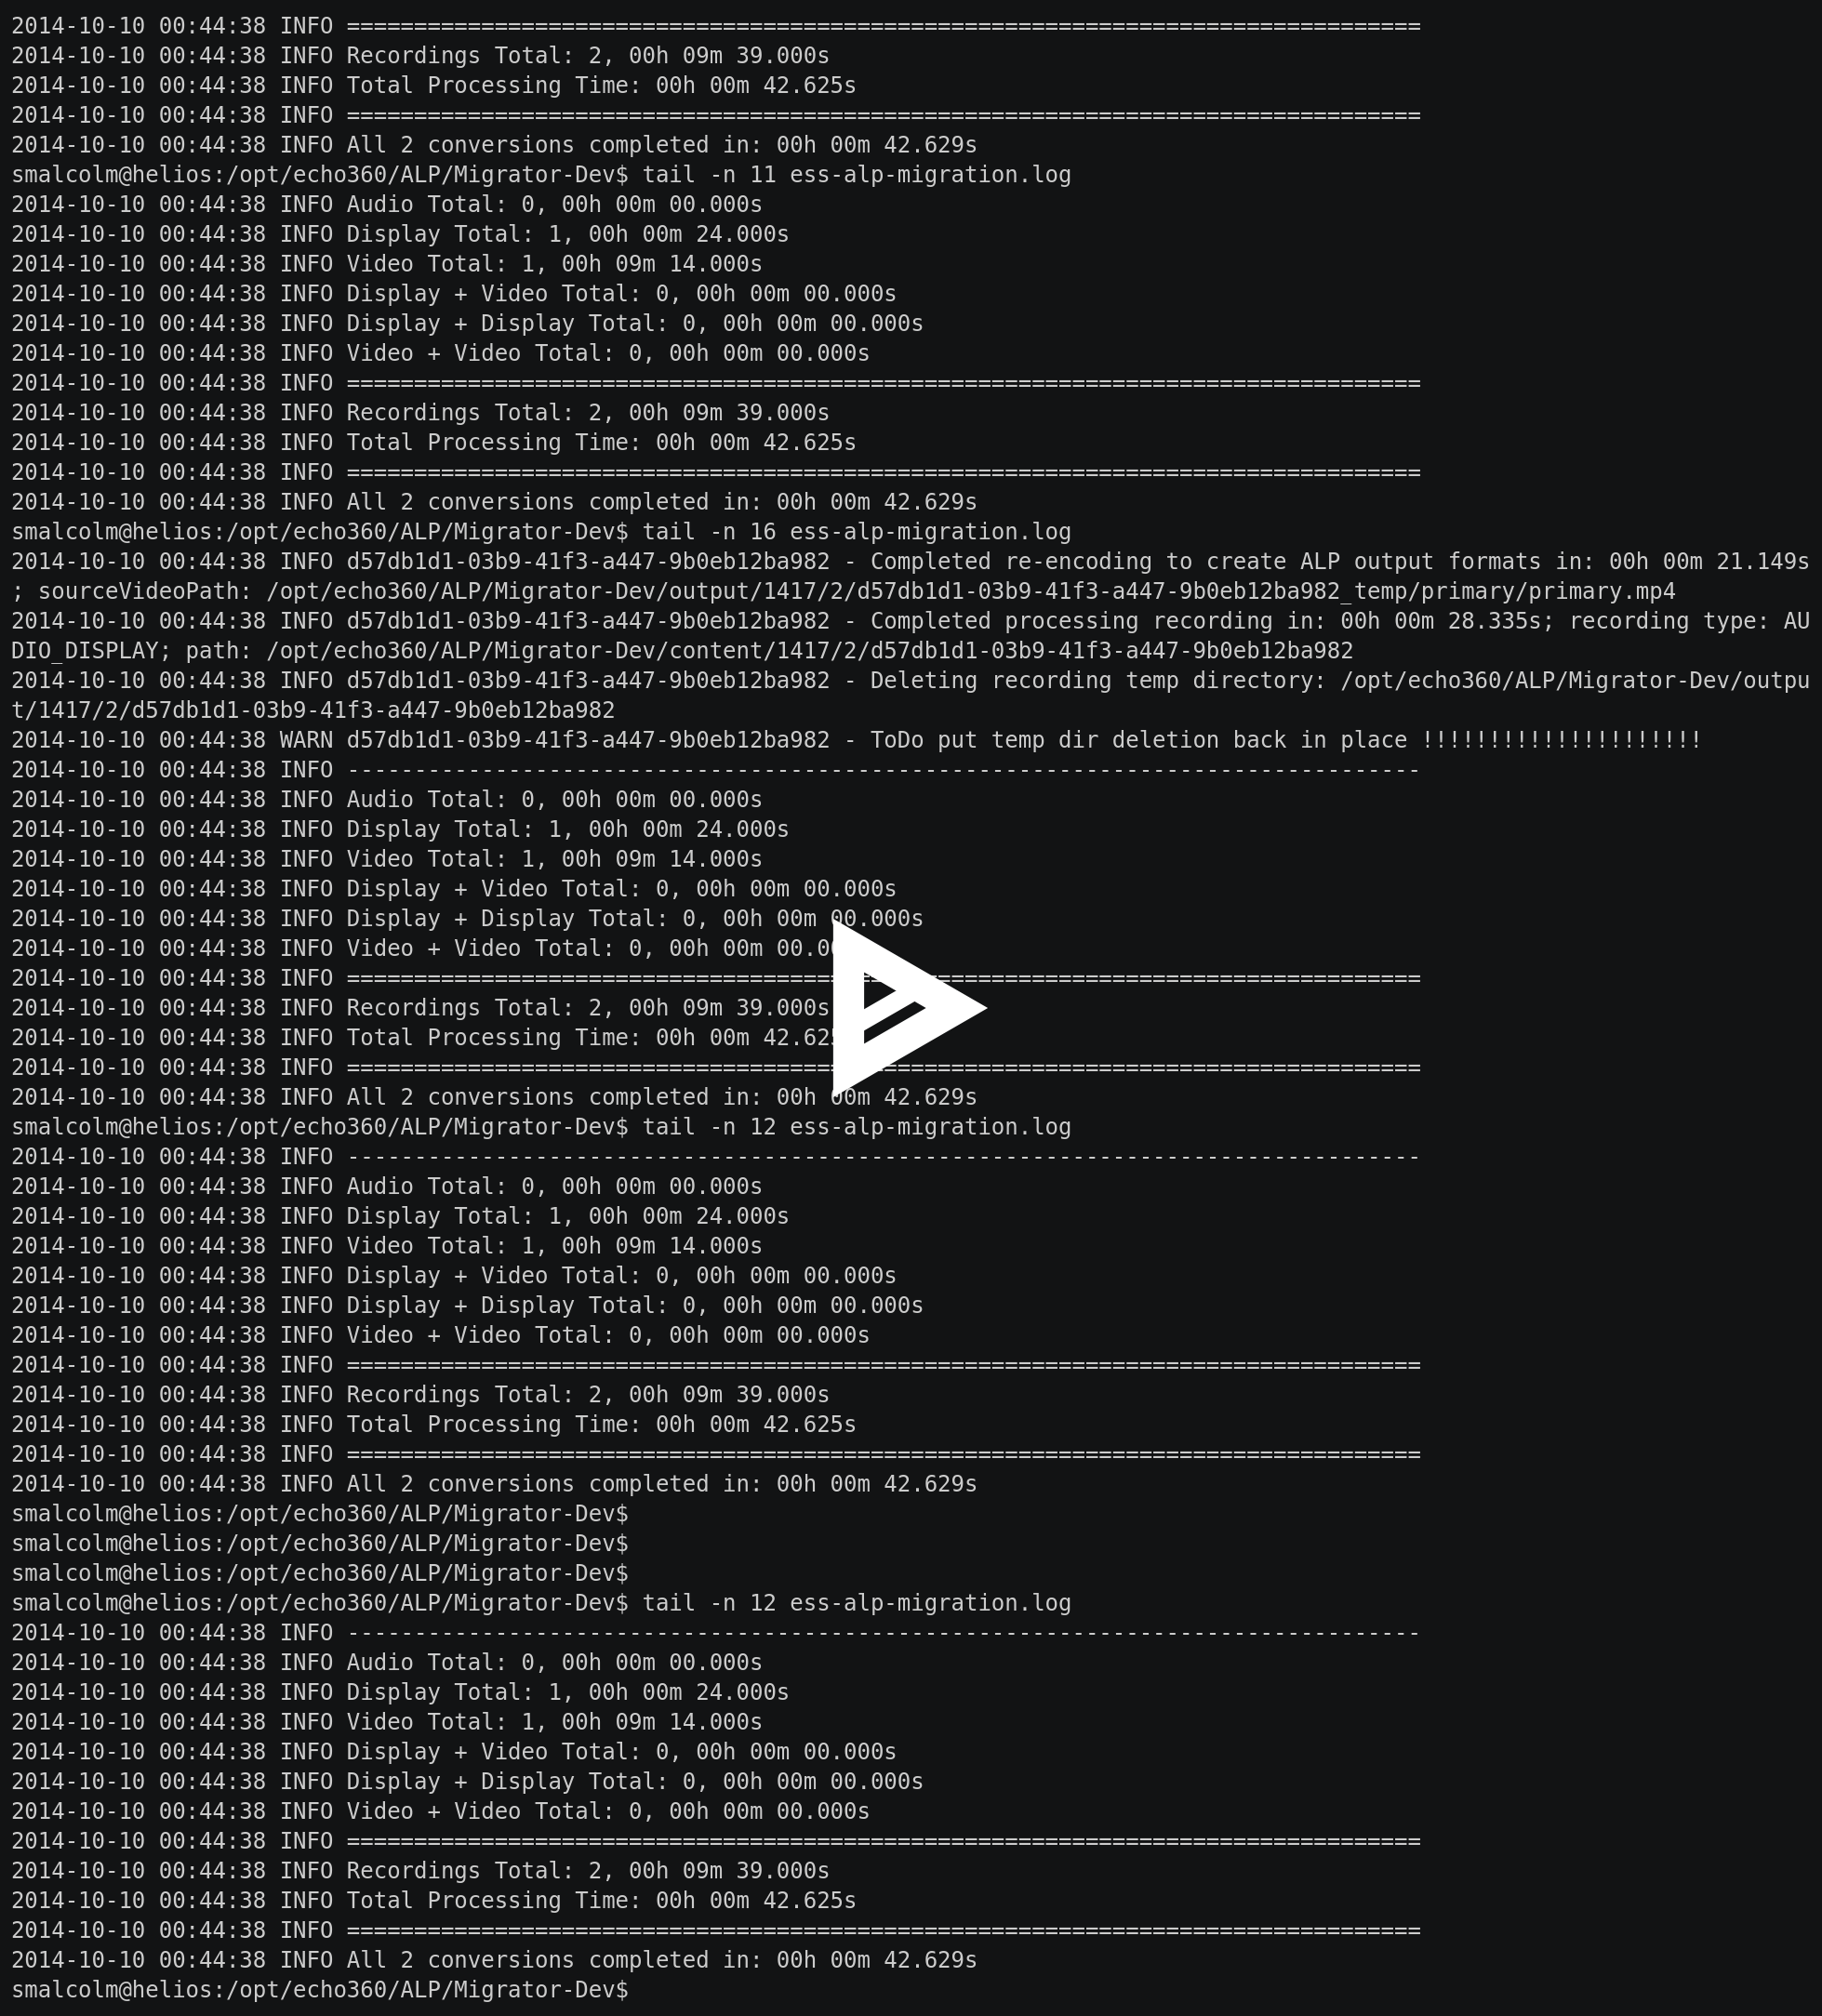 2014-10-10 00:44:38 INFO ================================================================================
2014-10-10 00:44:38 INFO Recordings Total: 2, 00h 09m 39.000s
2014-10-10 00:44:38 INFO Total Processing Time: 00h 00m 42.625s
2014-10-10 00:44:38 INFO ================================================================================
2014-10-10 00:44:38 INFO All 2 conversions completed in: 00h 00m 42.629s
smalcolm@helios:/opt/echo360/ALP/Migrator-Dev$ tail -n 11 ess-alp-migration.log
2014-10-10 00:44:38 INFO Audio Total: 0, 00h 00m 00.000s
2014-10-10 00:44:38 INFO Display Total: 1, 00h 00m 24.000s
2014-10-10 00:44:38 INFO Video Total: 1, 00h 09m 14.000s
2014-10-10 00:44:38 INFO Display + Video Total: 0, 00h 00m 00.000s
2014-10-10 00:44:38 INFO Display + Display Total: 0, 00h 00m 00.000s
2014-10-10 00:44:38 INFO Video + Video Total: 0, 00h 00m 00.000s
2014-10-10 00:44:38 INFO ================================================================================
2014-10-10 00:44:38 INFO Recordings Total: 2, 00h 09m 39.000s
2014-10-10 00:44:38 INFO Total Processing Time: 00h 00m 42.625s
2014-10-10 00:44:38 INFO ================================================================================
2014-10-10 00:44:38 INFO All 2 conversions completed in: 00h 00m 42.629s
smalcolm@helios:/opt/echo360/ALP/Migrator-Dev$ tail -n 16 ess-alp-migration.log
2014-10-10 00:44:38 INFO d57db1d1-03b9-41f3-a447-9b0eb12ba982 - Completed re-encoding to create ALP output formats in: 00h 00m 21.149s
; sourceVideoPath: /opt/echo360/ALP/Migrator-Dev/output/1417/2/d57db1d1-03b9-41f3-a447-9b0eb12ba982_temp/primary/primary.mp4
2014-10-10 00:44:38 INFO d57db1d1-03b9-41f3-a447-9b0eb12ba982 - Completed processing recording in: 00h 00m 28.335s; recording type: AU
DIO_DISPLAY; path: /opt/echo360/ALP/Migrator-Dev/content/1417/2/d57db1d1-03b9-41f3-a447-9b0eb12ba982
2014-10-10 00:44:38 INFO d57db1d1-03b9-41f3-a447-9b0eb12ba982 - Deleting recording temp directory: /opt/echo360/ALP/Migrator-Dev/outpu
t/1417/2/d57db1d1-03b9-41f3-a447-9b0eb12ba982
2014-10-10 00:44:38 WARN d57db1d1-03b9-41f3-a447-9b0eb12ba982 - ToDo put temp dir deletion back in place !!!!!!!!!!!!!!!!!!!!!
2014-10-10 00:44:38 INFO --------------------------------------------------------------------------------
2014-10-10 00:44:38 INFO Audio Total: 0, 00h 00m 00.000s
2014-10-10 00:44:38 INFO Display Total: 1, 00h 00m 24.000s
2014-10-10 00:44:38 INFO Video Total: 1, 00h 09m 14.000s
2014-10-10 00:44:38 INFO Display + Video Total: 0, 00h 00m 00.000s
2014-10-10 00:44:38 INFO Display + Display Total: 0, 00h 00m 00.000s
2014-10-10 00:44:38 INFO Video + Video Total: 0, 00h 00m
2014-10-10 00:44:38 INFO ================================================================================
2014-10-10 00:44:38 INFO Recordings Total: 2, 00h 09m 39.000s
2014-10-10 00:44:38 INFO Total Processing Time: 00h 00m
2014-10-10 00:44:38 INFO ================================================================================
2014-10-10 00:44:38 INFO All 2 conversions completed in: 00h 00m 42.629s
smalcolm@helios:/opt/echo360/ALP/Migrator-Dev$ tail -n 12 ess-alp-migration.log
2014-10-10 00:44:38 INFO --------------------------------------------------------------------------------
2014-10-10 00:44:38 INFO Audio Total: 0, 00h 00m 00.000s
2014-10-10 00:44:38 INFO Display Total: 1, 00h 00m 24.000s
2014-10-10 00:44:38 INFO Video Total: 1, 00h 09m 14.000s
2014-10-10 00:44:38 INFO Display + Video Total: 0, 00h 00m 00.000s
2014-10-10 00:44:38 INFO Display + Display Total: 0, 00h 00m 00.000s
2014-10-10 00:44:38 INFO Video + Video Total: 0, 00h 00m 00.000s
2014-10-10 00:44:38 INFO ================================================================================
2014-10-10 00:44:38 INFO Recordings Total: 2, 00h 09m 39.000s
2014-10-10 00:44:38 INFO Total Processing Time: 00h 00m 42.625s
2014-10-10 00:44:38 INFO ================================================================================
2014-10-10 00:44:38 INFO All 2 conversions completed in: 00h 00m 42.629s
smalcolm@helios:/opt/echo360/ALP/Migrator-Dev$
smalcolm@helios:/opt/echo360/ALP/Migrator-Dev$
smalcolm@helios:/opt/echo360/ALP/Migrator-Dev$
smalcolm@helios:/opt/echo360/ALP/Migrator-Dev$ tail -n 12 ess-alp-migration.log
2014-10-10 00:44:38 INFO --------------------------------------------------------------------------------
2014-10-10 00:44:38 INFO Audio Total: 0, 00h 00m 00.000s
2014-10-10 00:44:38 INFO Display Total: 1, 00h 00m 24.000s
2014-10-10 00:44:38 INFO Video Total: 1, 00h 09m 14.000s
2014-10-10 00:44:38 INFO Display + Video Total: 0, 00h 00m 00.000s
2014-10-10 00:44:38 INFO Display + Display Total: 0, 00h 00m 00.000s
2014-10-10 00:44:38 INFO Video + Video Total: 0, 00h 00m 00.000s
2014-10-10 00:44:38 INFO ================================================================================
2014-10-10 00:44:38 INFO Recordings Total: 2, 00h 09m 39.000s
2014-10-10 00:44:38 INFO Total Processing Time: 00h 00m 42.625s
2014-10-10 00:44:38 INFO ================================================================================
2014-10-10 00:44:38 INFO All 2 conversions completed in: 00h 00m 42.629s
smalcolm@helios:/opt/echo360/ALP/Migrator-Dev$